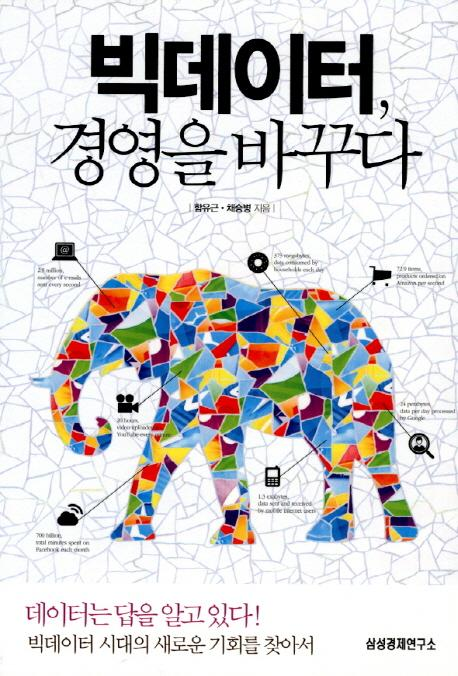 빅데이터,
경영을 바꾸다
| 함유근 · 채승병 지음 |
2.8 million,
number of e-mails
sent every second
375 megabytes,
data consumed by
households each day
72.9 items,
products ordered on
Amazon per second
20 hours,
video uploaded to
YouTube every minute
24 petabytes,
data per day processed
by Google
1.3 exabytes,
data sent and received
by mobile internet users
700 billion,
total minutes spent on
Facebook each month
데이터는 답을 알고 있다!
빅데이터 시대의 새로운 기회를 찾아서
삼성경제연구소